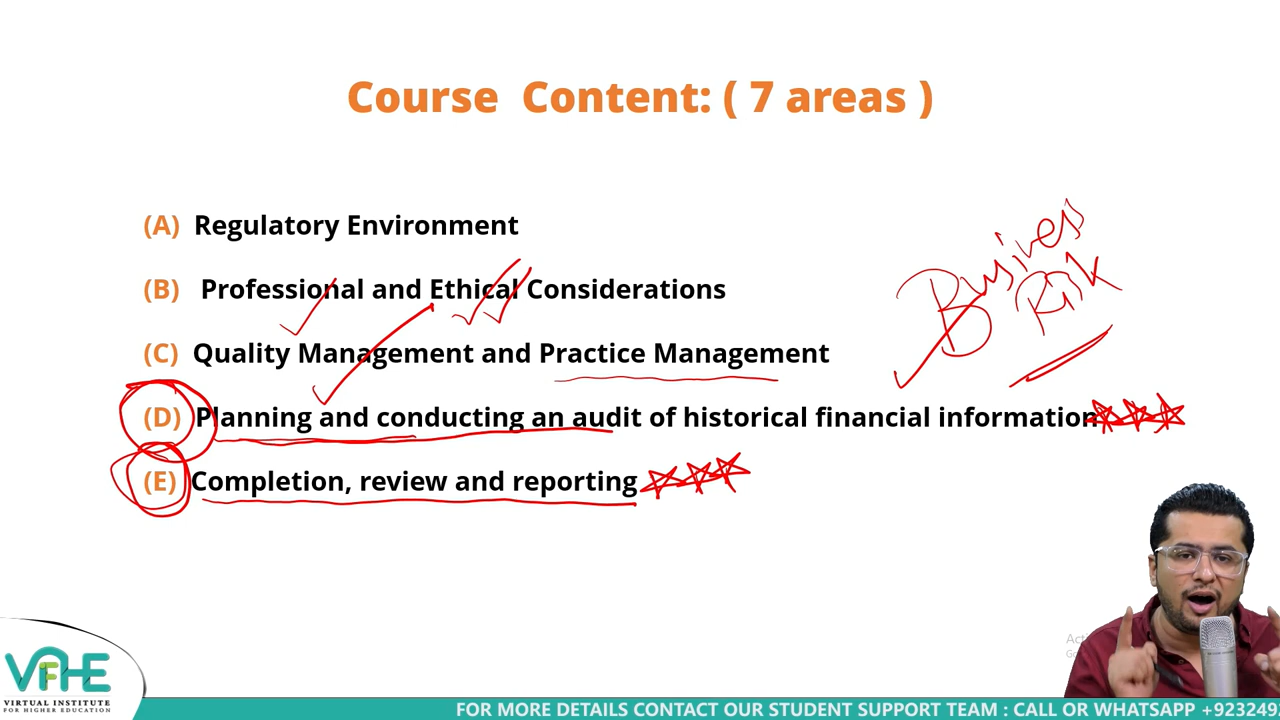 Course Content: ( 7 areas )
(A) Regulatory Environment
(B) Professional and Ethical Considerations
(C) Quality Management and Practice Management
(D) Planning and conducting an audit of historical financial information
(E) Completion, review and reporting
Business
Risk
VIFHE
VIRTUAL INSTITUTE
FOR HIGHER EDUCATION
FOR MORE DETAILS CONTACT OUR STUDENT SUPPORT TEAM : CALL OR WHATSAPP +923249